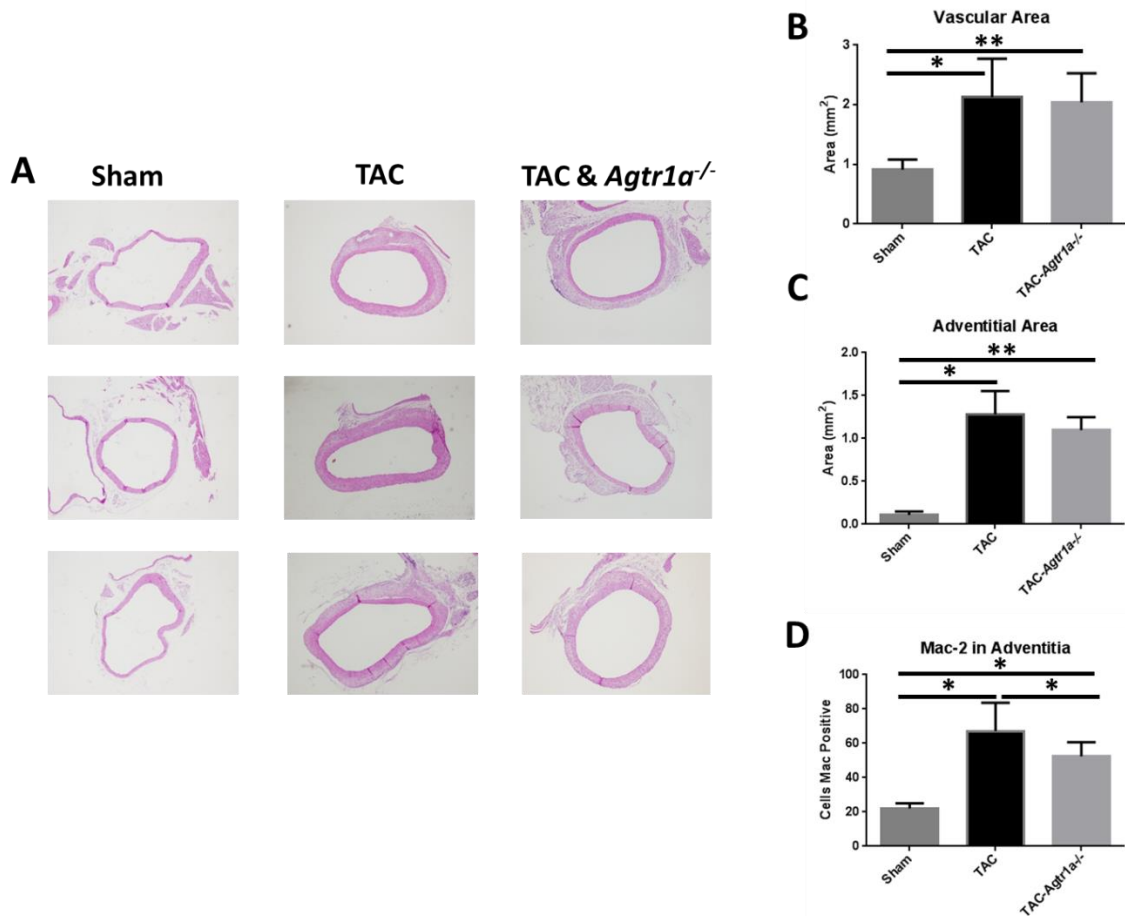 A
Sham
TAC
TAC & Agtr1a-/-
B
Vascular Area
**
*
Area (mm2)
3
2
1
0
Sham
TAC
TAC-Agtr1a-/-
C
Adventitial Area
**
*
Area (mm2)
2.0
1.5
1.0
0.5
0.0
Sham
TAC
TAC-Agtr1a-/-
D
Mac-2 in Adventitia
*
* *
Cells Mac Positive
100
80
60
40
20
0
Sham
TAC
TAC-Agtr1a-/-